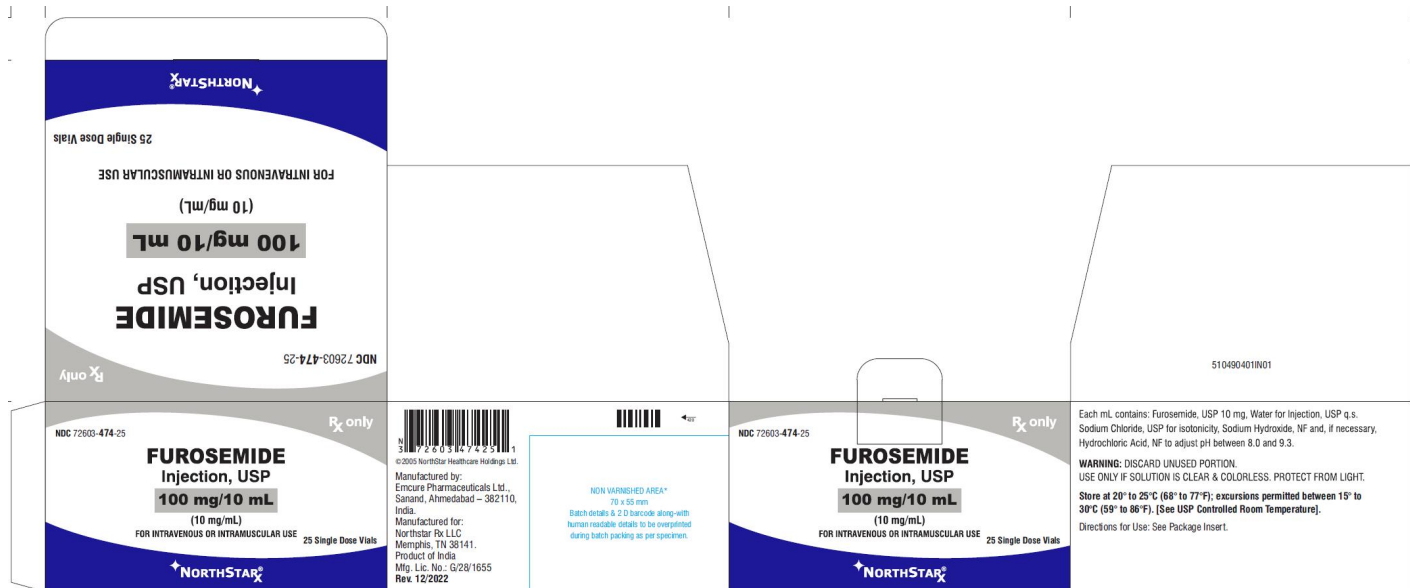 NORTHSTAR®
25 Single Dose Vials
FOR INTRAVENOUS OR INTRAMUSCULAR USE
(10 mg/mL)
100 mg/10 mL
Injection, USP
FUROSEMIDE
NDC 72603-474-25
Rx only
510490401IN01
Rx only
NDC 72603-474-25
FUROSEMIDE
Injection, USP
100 mg/10 mL
(10 mg/mL)
FOR INTRAVENOUS OR INTRAMUSCULAR USE
25 Single Dose Vials
NORTHSTAR®
N
3 72603 47425 1
©2005 NorthStar Healthcare Holdings Ltd.
Manufactured by:
Emcure Pharmaceuticals Ltd.,
Sanand, Ahmedabad – 382110,
India.
Manufactured for:
Northstar Rx LLC
Memphis, TN 38141.
Product of India
Mfg. Lic. No.: G/28/1655
Rev. 12/2022
NON VARNISHED AREA*
70 x 55 mm
Batch details & 2 D barcode along-with
human readable details to be overprinted
during batch packing as per specimen.
Rx only
NDC 72603-474-25
FUROSEMIDE
Injection, USP
100 mg/10 mL
(10 mg/mL)
FOR INTRAVENOUS OR INTRAMUSCULAR USE
25 Single Dose Vials
NORTHSTAR®
Each mL contains: Furosemide, USP 10 mg, Water for Injection, USP q.s.
Sodium Chloride, USP for isotonicity, Sodium Hydroxide, NF and, if necessary,
Hydrochloric Acid, NF to adjust pH between 8.0 and 9.3.
WARNING: DISCARD UNUSED PORTION.
USE ONLY IF SOLUTION IS CLEAR & COLORLESS. PROTECT FROM LIGHT.
Store at 20° to 25°C (68° to 77°F); excursions permitted between 15° to
30°C (59° to 86°F). [See USP Controlled Room Temperature].
Directions for Use: See Package Insert.